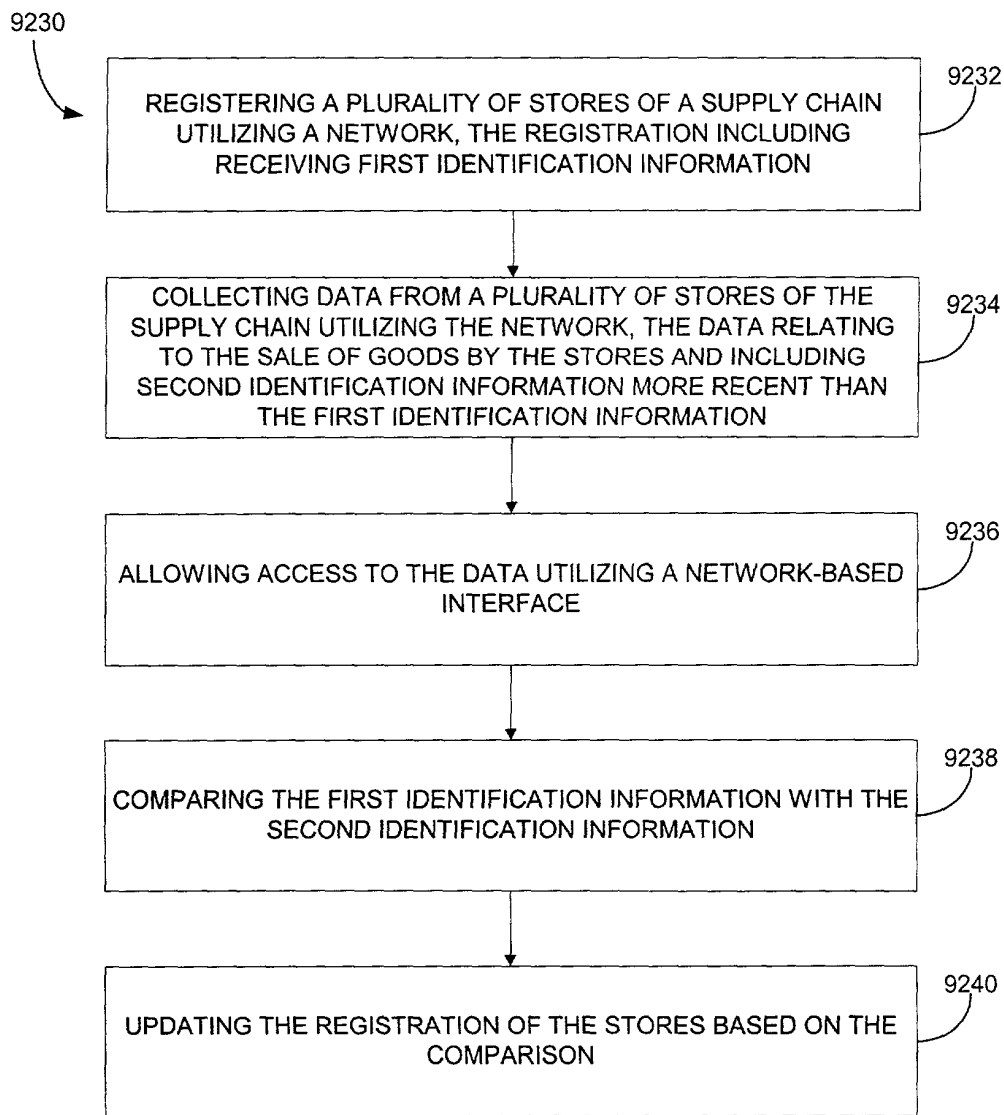 9230
9232
REGISTERING A PLURALITY OF STORES OF A SUPPLY CHAIN
UTILIZING A NETWORK, THE REGISTRATION INCLUDING
RECEIVING FIRST IDENTIFICATION INFORMATION
9234
COLLECTING DATA FROM A PLURALITY OF STORES OF THE
SUPPLY CHAIN UTILIZING THE NETWORK, THE DATA RELATING
TO THE SALE OF GOODS BY THE STORES AND INCLUDING
SECOND IDENTIFICATION INFORMATION MORE RECENT THAN
THE FIRST IDENTIFICATION INFORMATION
9236
ALLOWING ACCESS TO THE DATA UTILIZING A NETWORK-BASED
INTERFACE
9238
COMPARING THE FIRST IDENTIFICATION INFORMATION WITH THE
SECOND IDENTIFICATION INFORMATION
9240
UPDATING THE REGISTRATION OF THE STORES BASED ON THE
COMPARISON